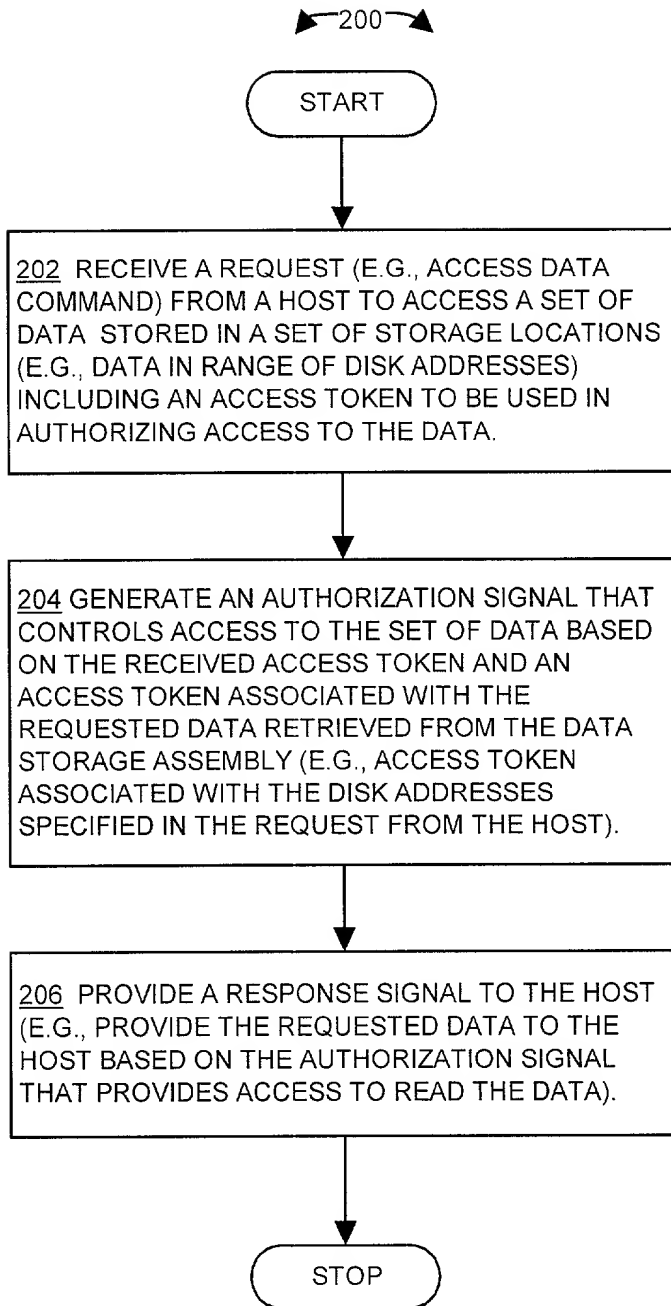 200
START
202 RECEIVE A REQUEST (E.G., ACCESS DATA
COMMAND) FROM A HOST TO ACCESS A SET OF
DATA STORED IN A SET OF STORAGE LOCATIONS
(E.G., DATA IN RANGE OF DISK ADDRESSES)
INCLUDING AN ACCESS TOKEN TO BE USED IN
AUTHORIZING ACCESS TO THE DATA.
204 GENERATE AN AUTHORIZATION SIGNAL THAT
CONTROLS ACCESS TO THE SET OF DATA BASED
ON THE RECEIVED ACCESS TOKEN AND AN
ACCESS TOKEN ASSOCIATED WITH THE
REQUESTED DATA RETRIEVED FROM THE DATA
STORAGE ASSEMBLY (E.G., ACCESS TOKEN
ASSOCIATED WITH THE DISK ADDRESSES
SPECIFIED IN THE REQUEST FROM THE HOST).
206 PROVIDE A RESPONSE SIGNAL TO THE HOST
(E.G., PROVIDE THE REQUESTED DATA TO THE
HOST BASED ON THE AUTHORIZATION SIGNAL
THAT PROVIDES ACCESS TO READ THE DATA).
STOP